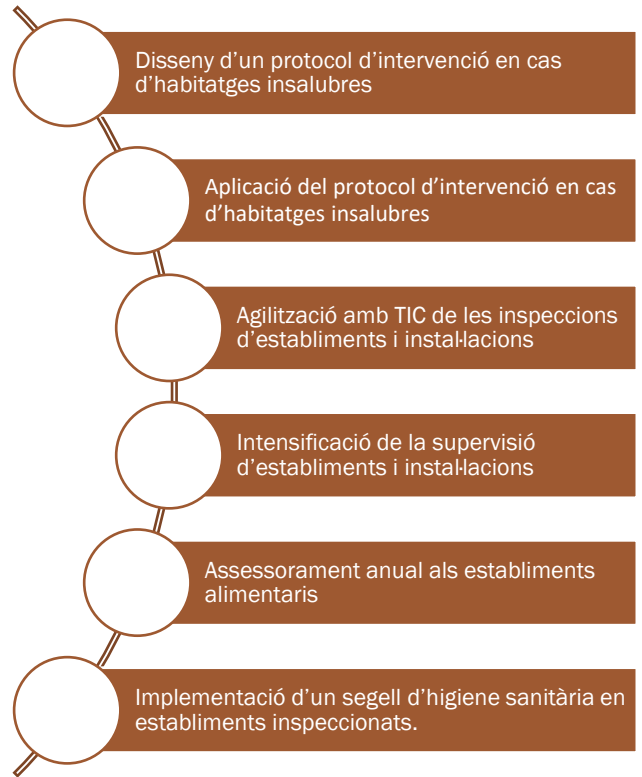 Disseny d’un protocol d’intervenció en cas
d’habitatges insalubres
Aplicació del protocol d’intervenció en cas
d’habitatges insalubres
Agilització amb TIC de les inspeccions
d’establiments i instal·lacions
Intensificació de la supervisió
d’establiments i instal·lacions
Assessorament anual als establiments
alimentaris
Implementació d’un segell d’higiene sanitària en
establiments inspeccionats.